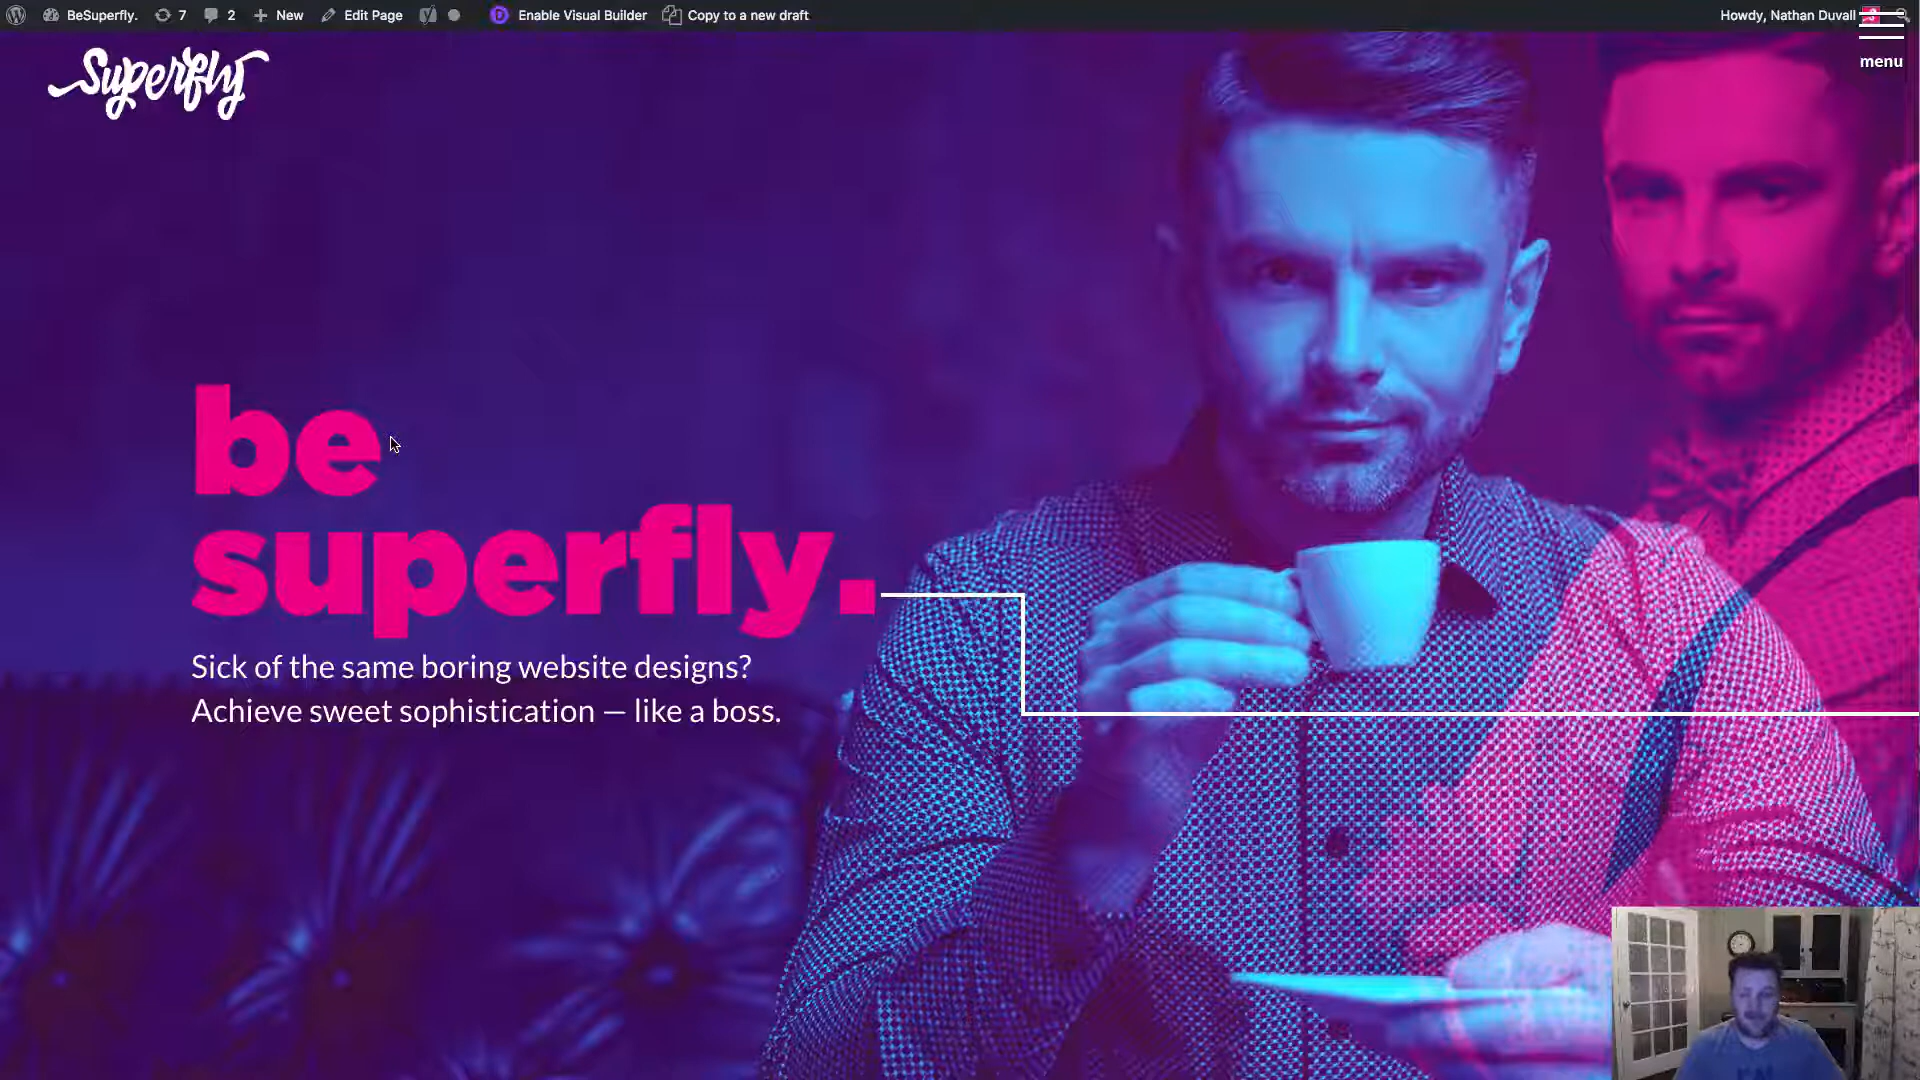 BeSuperfly. 7 2 New Edit Page Enable Visual Builder Copy to a new draft Howdy, Nathan Duvall
Superfly
menu
be
superfly.
Sick of the same boring website designs?
Achieve sweet sophistication — like a boss.